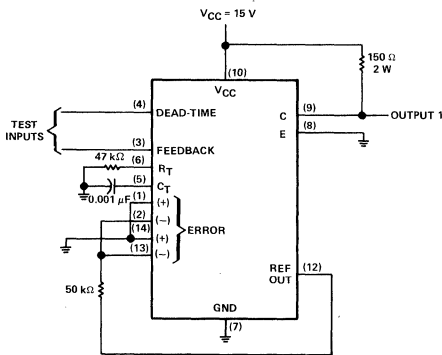 VCC = 15 V
(10)
VCC
150 Ω
2 W
(4)
DEAD-TIME
C
(9)
OUTPUT 1
E
(8)
TEST
INPUTS
(3)
FEEDBACK
47 kΩ
(6)
RT
(5)
CT
0.001 µF
(1)
(+)
(2)
(−)
ERROR
(14)
(+)
(13)
(−)
50 kΩ
REF
OUT
(12)
GND
(7)